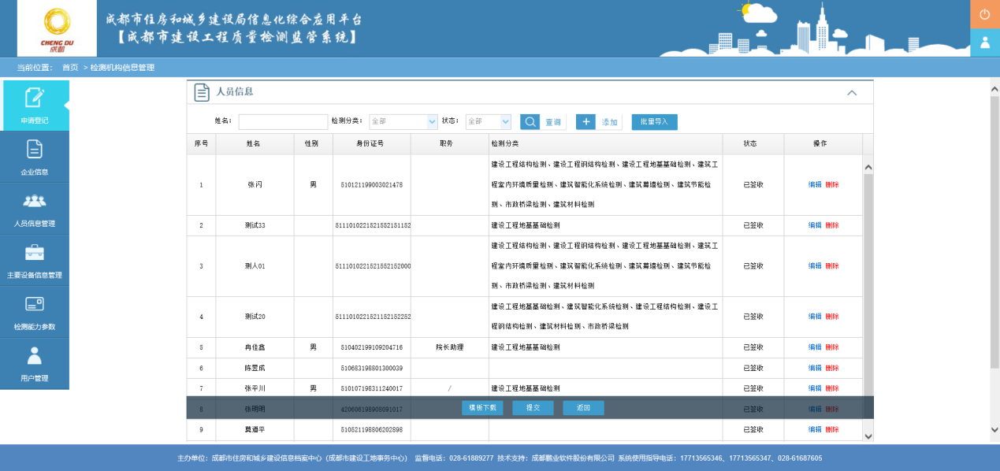 成都市住房和城乡建设局信息化综合应用平台
【成都市建设工程质量检测监管系统】
CHENG DU
成都
当前位置： 首页 > 检测机构信息管理
申请登记
企业信息
人员信息管理
主要设备信息管理
检测能力参数
用户管理
人员信息
姓名： 检测分类： 全部 状态： 全部 查询 添加 批量导入
序号 姓名 性别 身份证号 职务 检测分类 状态 操作
建设工程结构检测、建设工程钢结构检测、建设工程地基基础检测、建筑工
1 张闪 男 510121199003021478 程室内环境质量检测、建筑智能化系统检测、建筑幕墙检测、建筑节能检 已签收 编辑 删除
测、市政桥梁检测、建筑材料检测
2 测试33 5111010221521552151152 建设工程地基基础检测 已签收 编辑 删除
建设工程结构检测、建设工程钢结构检测、建设工程地基基础检测、建筑工
3 测人01 5111010221521552152000 程室内环境质量检测、建筑智能化系统检测、建筑幕墙检测、建筑节能检 已签收 编辑 删除
测、市政桥梁检测、建筑材料检测
建设工程地基基础检测、建筑智能化系统检测、建设工程结构检测、建设工
4 测试20 5111010221521152152252 已签收 编辑 删除
程钢结构检测、建筑材料检测、市政桥梁检测
5 冉佳鑫 男 510402199109204716 院长助理 建设工程地基基础检测 已签收 编辑 删除
6 陈昱成 510683198801300039 已签收 编辑 删除
7 张平川 男 510107198311240017 / 建设工程地基基础检测 已签收 编辑 删除
8 张明明 420606198908091017 已签收 编辑 删除
模板下载 提交 返回
9 莫道平 510521198806202898 已签收 编辑 删除
主办单位：成都市住房和城乡建设信息档案中心（成都市建设工地事务中心） 监督电话：028-61889277 技术支持：成都鹏业软件股份有限公司 系统使用指导电话：17713565346、17713565347、028-61687605